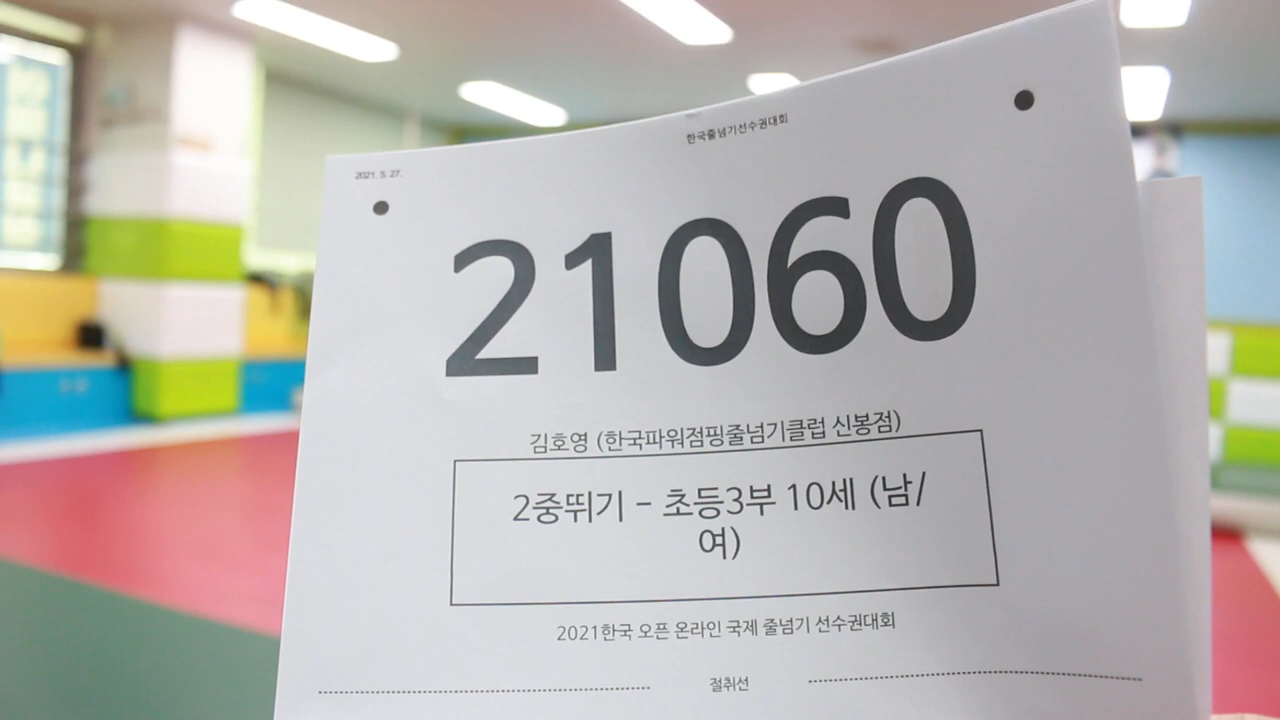 한국줄넘기선수권대회
2021. 5. 27.
21060
김호영 (한국파워점핑줄넘기클럽 신봉점)
2중뛰기 - 초등3부 10세 (남/
여)
2021한국 오픈 온라인 국제 줄넘기 선수권대회
절취선